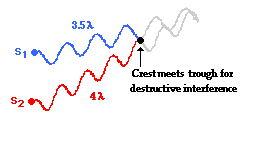 3.5λ
S1
Crest meets trough for
destructive interference
S2
4λ